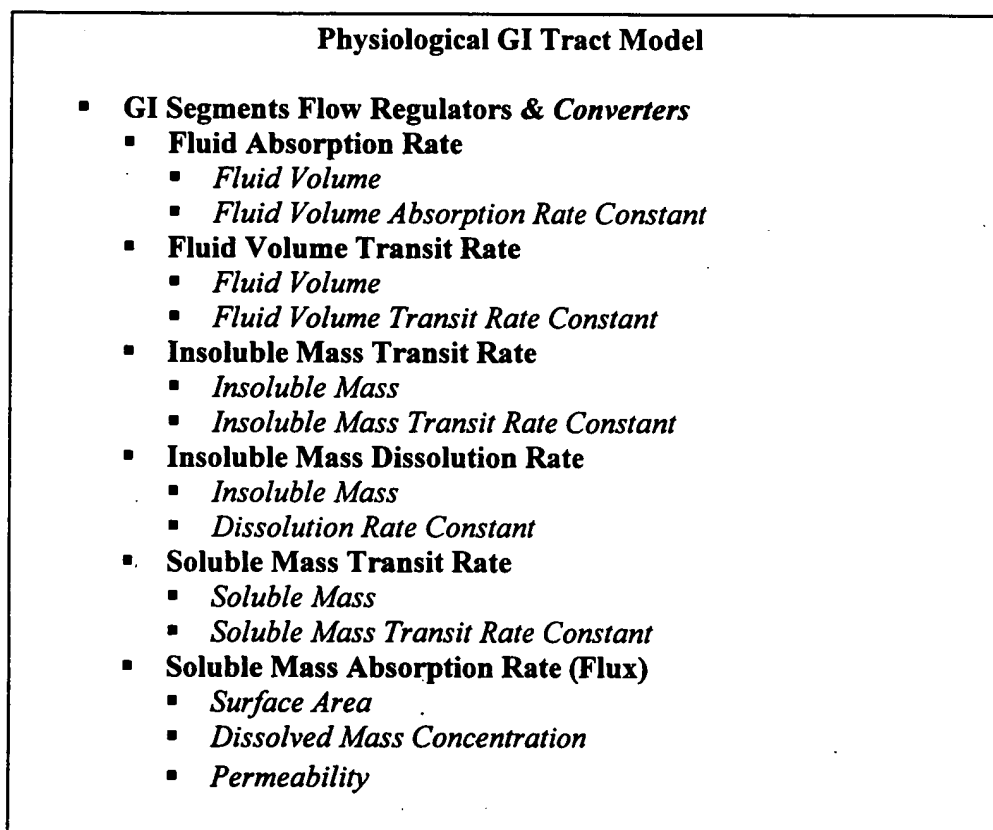 Physiological GI Tract Model
▪ GI Segments Flow Regulators & Converters
▪ Fluid Absorption Rate
▪ Fluid Volume
▪ Fluid Volume Absorption Rate Constant
▪ Fluid Volume Transit Rate
▪ Fluid Volume
▪ Fluid Volume Transit Rate Constant
▪ Insoluble Mass Transit Rate
▪ Insoluble Mass
▪ Insoluble Mass Transit Rate Constant
▪ Insoluble Mass Dissolution Rate
▪ Insoluble Mass
▪ Dissolution Rate Constant
▪ Soluble Mass Transit Rate
▪ Soluble Mass
▪ Soluble Mass Transit Rate Constant
▪ Soluble Mass Absorption Rate (Flux)
▪ Surface Area
▪ Dissolved Mass Concentration
▪ Permeability